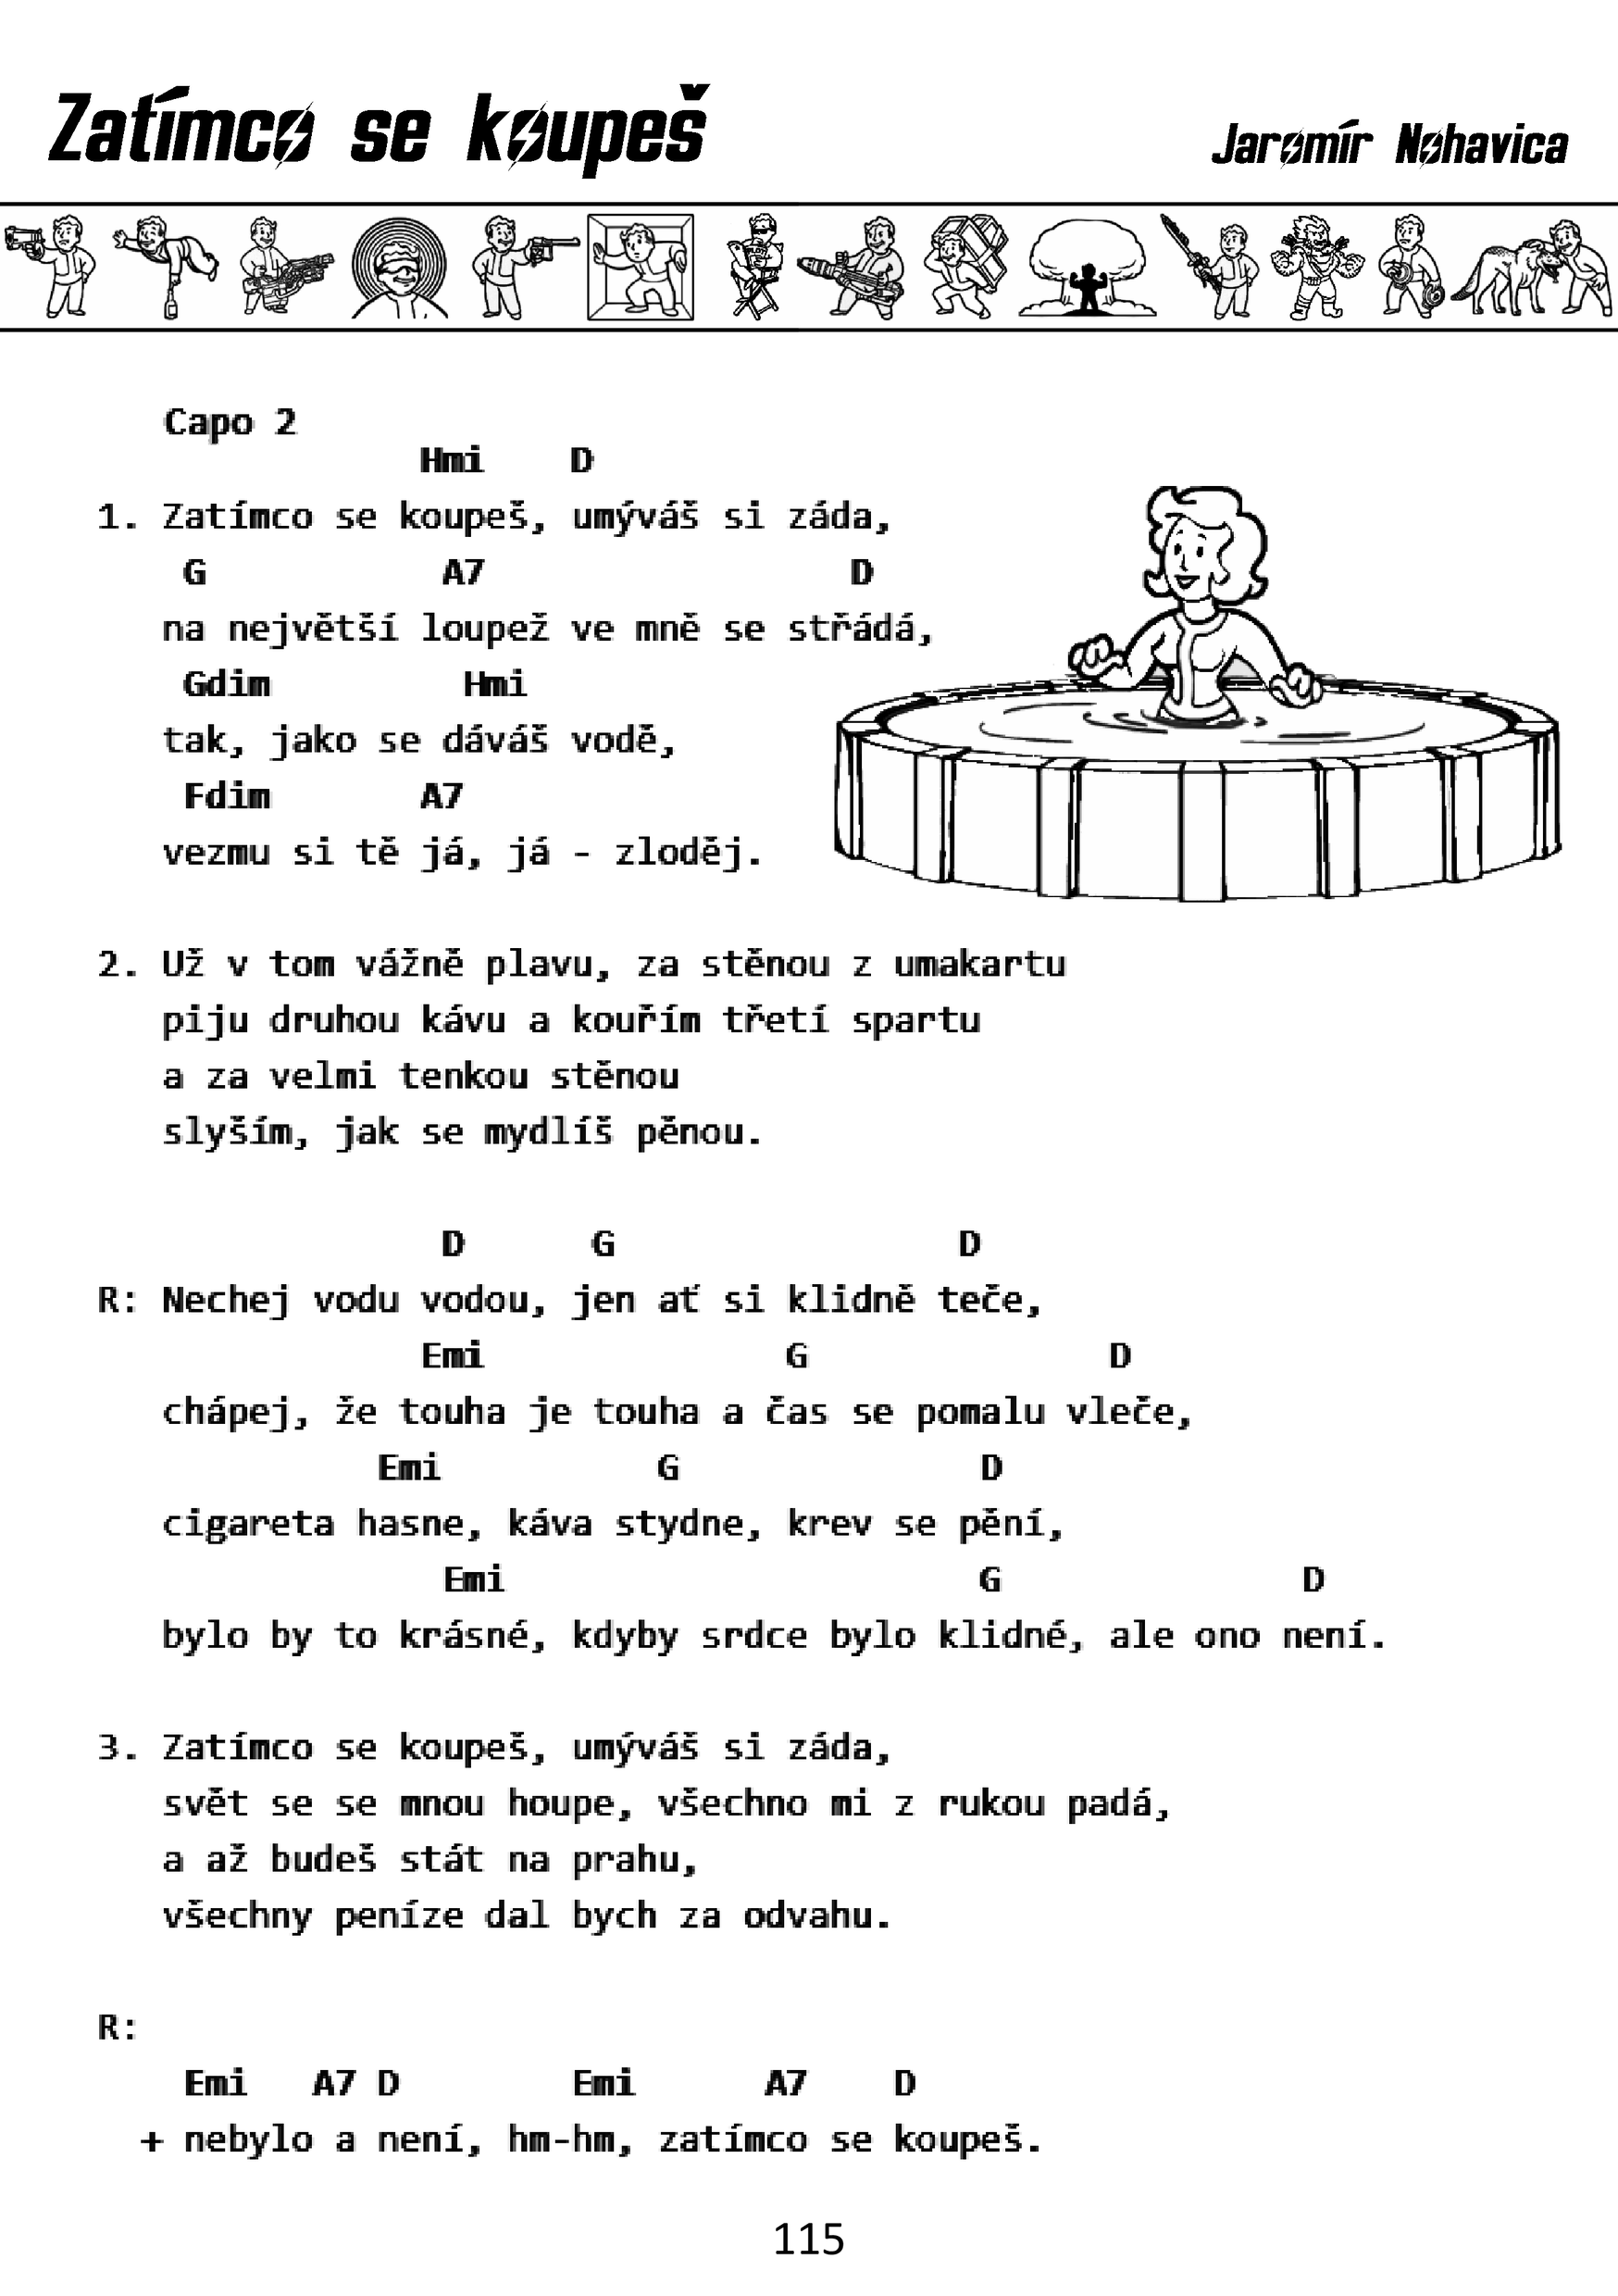 Zatímco se koupeš
Jaromír Nohavica
Capo 2
Hmi D
1. Zatímco se koupeš, umýváš si záda,
G A7 D
na největší loupež ve mně se střádá,
Gdim Hmi
tak, jako se dáváš vodě,
Fdim A7
vezmu si tě já, já - zloděj.
2. Už v tom vážně plavu, za stěnou z umakartu
piju druhou kávu a kouřím třetí spartu
a za velmi tenkou stěnou
slyším, jak se mydlíš pěnou.
D G D
R: Nechej vodu vodou, jen ať si klidně teče,
Emi G D
chápej, že touha je touha a čas se pomalu vleče,
Emi G D
cigareta hasne, káva stydne, krev se pění,
Emi G D
bylo by to krásné, kdyby srdce bylo klidné, ale ono není.
3. Zatímco se koupeš, umýváš si záda,
svět se se mnou houpe, všechno mi z rukou padá,
a až budeš stát na prahu,
všechny peníze dal bych za odvahu.
R:
Emi A7 D Emi A7 D
+ nebylo a není, hm-hm, zatímco se koupeš.
115